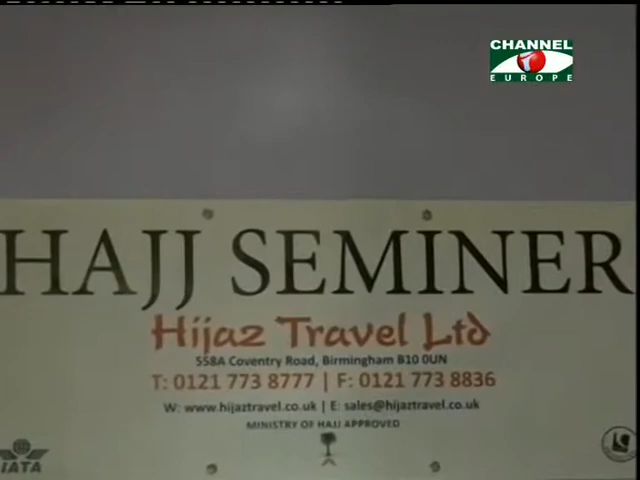 CHANNEL
EUROPE
HAJJ SEMINER
Hijaz Travel Ltd
558A Coventry Road, Birmingham B10 0UN
T: 0121 773 8777 | F: 0121 773 8836
W: www.hijaztravel.co.uk | E: sales@hijaztravel.co.uk
MINISTRY OF HAJJ APPROVED
IATA